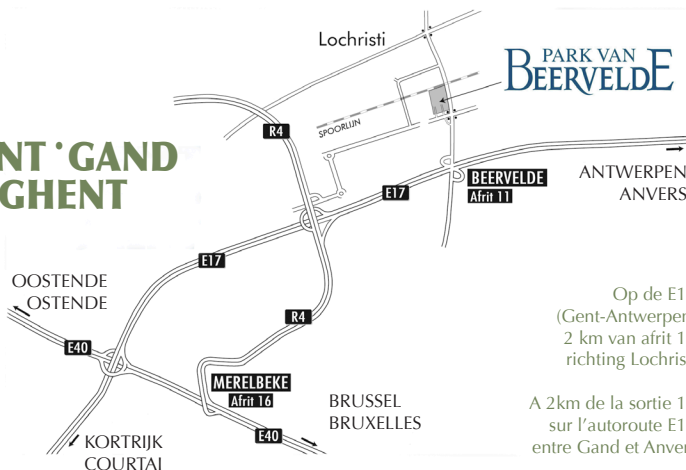 Lochristi
PARK VAN
BEERVELDE
R4
SPOORLIJN
NT · GAND
GHENT
BEERVELDE
Afrit 11
ANTWERPEN
ANVERS
E17
E17
OOSTENDE
OSTENDE
Op de E1
(Gent-Antwerpen
2 km van afrit 1
richting Lochris
R4
E40
MERELBEKE
Afrit 16
BRUSSEL
BRUXELLES
A 2km de la sortie 1
sur l'autoroute E1
entre Gand et Anver
E40
KORTRIJK
COURTAI